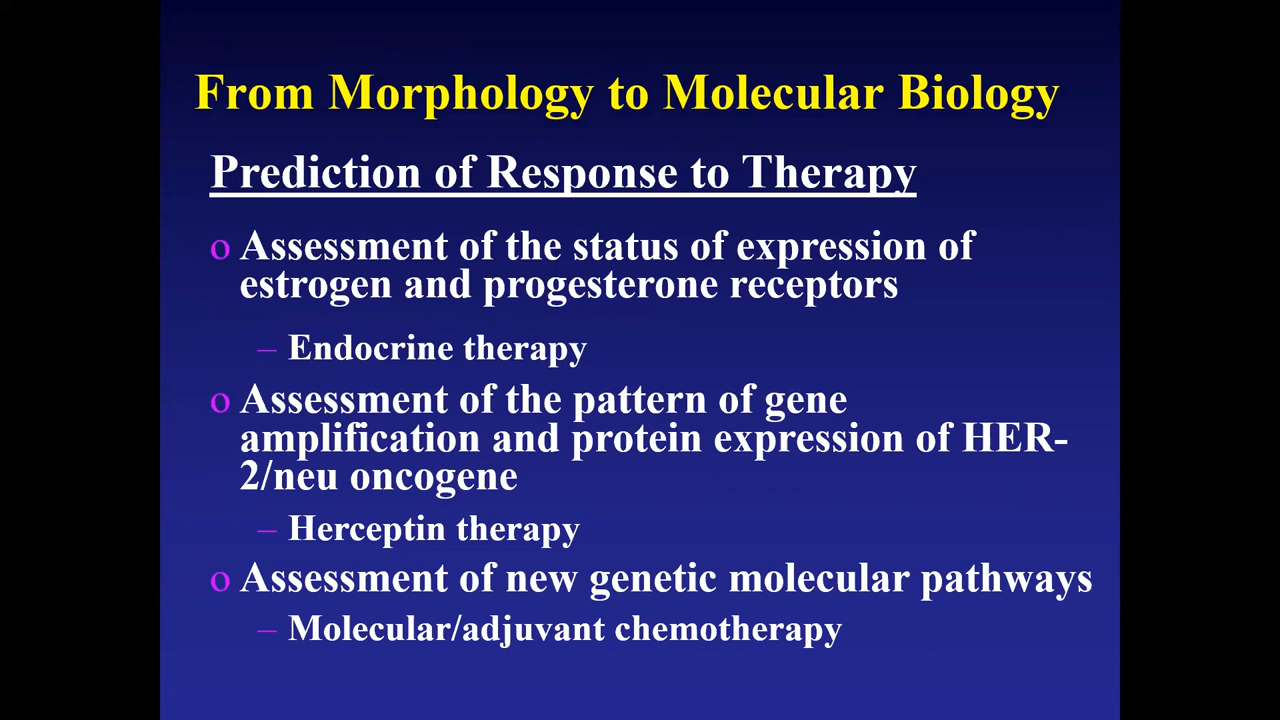 From Morphology to Molecular Biology
Prediction of Response to Therapy
o Assessment of the status of expression of
estrogen and progesterone receptors
– Endocrine therapy
o Assessment of the pattern of gene
amplification and protein expression of HER-
2/neu oncogene
– Herceptin therapy
o Assessment of new genetic molecular pathways
– Molecular/adjuvant chemotherapy